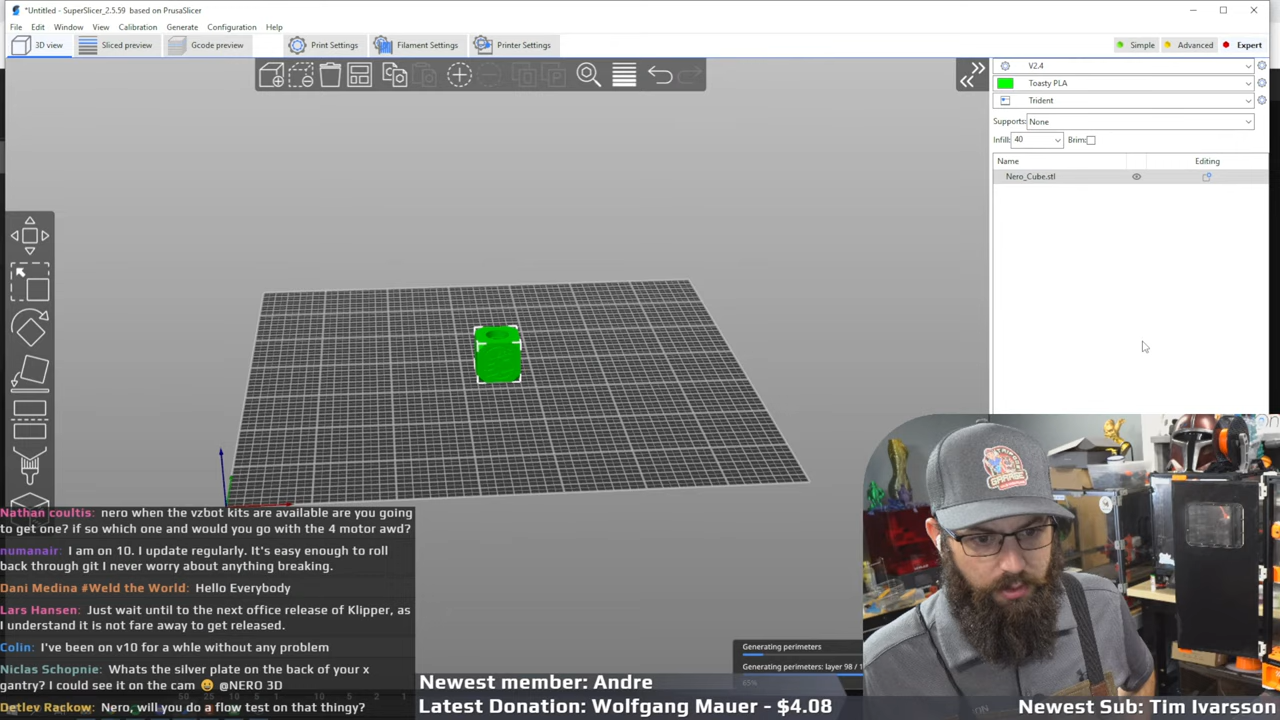 *Untitled - SuperSlicer_2.5.59 based on PrusaSlicer
File Edit Window View Calibration Generate Configuration Help
3D view Sliced preview Gcode preview Print Settings Filament Settings Printer Settings Simple Advanced Expert
V2.4
Toasty PLA
Trident
Supports: None
Infill: 40 Brim:
Name Editing
Nero_Cube.stl
Nathan coultis: nero when the vzbot kits are available are you going
to get one? if so which one and would you go with the 4 motor awd?
numanair: I am on 10. I update regularly. It's easy enough to roll
back through git I never worry about anything breaking.
Dani Medina #Weld the World: Hello Everybody
Lars Hansen: Just wait until to the next office release of Klipper, as
I understand it is not fare away to get released.
Colin: I've been on v10 for a whle without any problem
Niclas Schopnie: Whats the silver plate on the back of your x
gantry? I could see it on the cam 😀 @NERO 3D
Detlev Rackow: Nero, will you do a flow test on that thingy?
Generating perimeters
Generating perimeters: layer 98 / 1
65%
GARAGE
Newest member: Andre
Latest Donation: Wolfgang Mauer - $4.08
Newest Sub: Tim Ivarsson